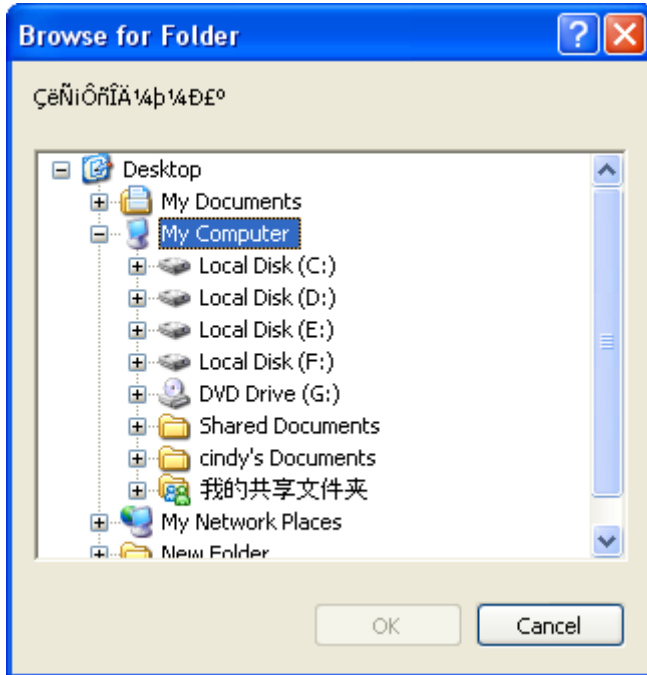 Browse for Folder
ÇëÑ¡ÔñÎÄ¼þ¼Ð£º
Desktop
My Documents
My Computer
Local Disk (C:)
Local Disk (D:)
Local Disk (E:)
Local Disk (F:)
DVD Drive (G:)
Shared Documents
cindy's Documents
我的共享文件夹
My Network Places
New Folder
OK Cancel